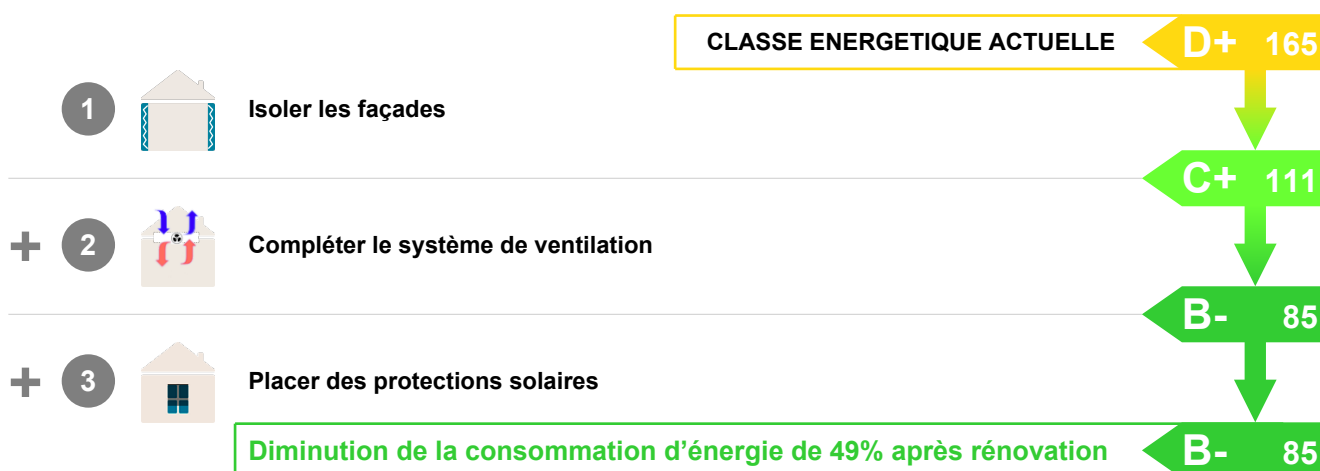 CLASSE ENERGETIQUE ACTUELLE D+ 165
1 Isoler les façades
C+ 111
+ 2 Compléter le système de ventilation
B- 85
+ 3 Placer des protections solaires
Diminution de la consommation d’énergie de 49% après rénovation B- 85